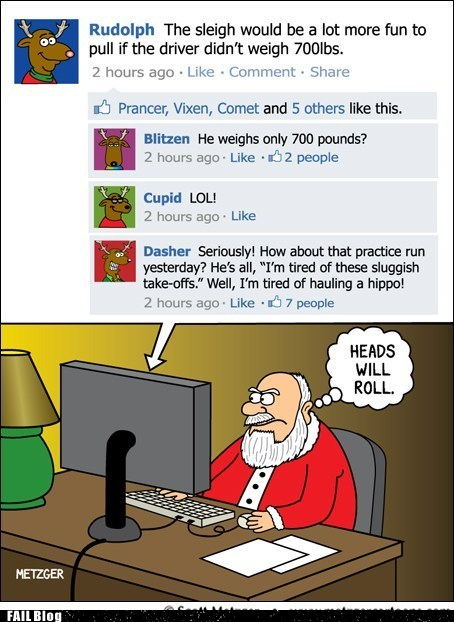 Rudolph The sleigh would be a lot more fun to
pull if the driver didn't weigh 700lbs.
2 hours ago · Like · Comment · Share
Prancer, Vixen, Comet and 5 others like this.
Blitzen He weighs only 700 pounds?
2 hours ago · Like · 2 people
Cupid LOL!
2 hours ago · Like
Dasher Seriously! How about that practice run
yesterday? He's all, "I'm tired of these sluggish
take-offs." Well, I'm tired of hauling a hippo!
2 hours ago · Like · 7 people
HEADS
WILL
ROLL.
METZGER
FAIL Blog